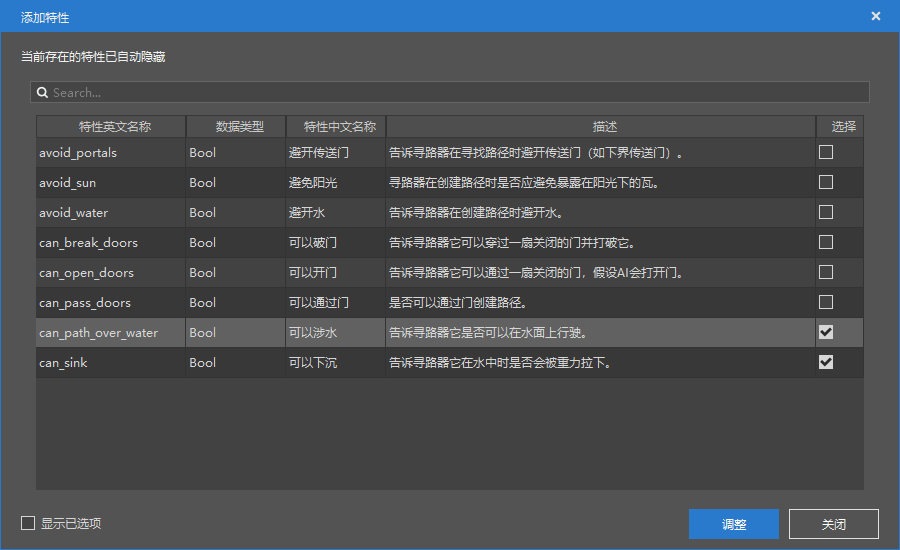 添加特性
当前存在的特性已自动隐藏
Search...
特性英文名称 数据类型 特性中文名称 描述 选择
avoid_portals Bool 避开传送门 告诉寻路器在寻找路径时避开传送门（如下界传送门）。
avoid_sun Bool 避免阳光 寻路器在创建路径时是否应避免暴露在阳光下的瓦。
avoid_water Bool 避开水 告诉寻路器在创建路径时避开水。
can_break_doors Bool 可以破门 告诉寻路器它可以穿过一扇关闭的门并打破它。
can_open_doors Bool 可以开门 告诉寻路器它可以通过一扇关闭的门，假设AI会打开门。
can_pass_doors Bool 可以通过门 是否可以通过门创建路径。
can_path_over_water Bool 可以涉水 告诉寻路器它是否可以在水面上行驶。
can_sink Bool 可以下沉 告诉寻路器它在水中时是否会被重力拉下。
显示已选项 调整 关闭